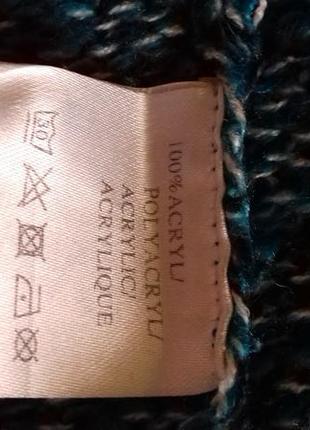 100% ACRYL/
POLYACRYL/
ACRYLIC/
ACRYLIQUE
30